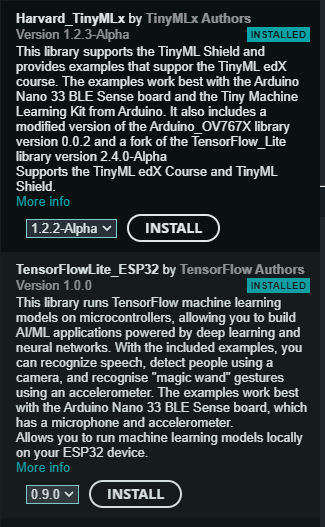 Harvard_TinyMLx by TinyMLx Authors
Version 1.2.3-Alpha INSTALLED
This library supports the TinyML Shield and
provides examples that suppor the TinyML edX
course. The examples work best with the Arduino
Nano 33 BLE Sense board and the Tiny Machine
Learning Kit from Arduino. It also includes a
modified version of the Arduino_OV767X library
version 0.0.2 and a fork of the TensorFlow_Lite
library version 2.4.0-Alpha
Supports the TinyML edX Course and TinyML
Shield.
More info
1.2.2-Alpha INSTALL
TensorFlowLite_ESP32 by TensorFlow Authors
Version 1.0.0 INSTALLED
This library runs TensorFlow machine learning
models on microcontrollers, allowing you to build
AI/ML applications powered by deep learning and
neural networks. With the included examples, you
can recognize speech, detect people using a
camera, and recognise "magic wand" gestures
using an accelerometer. The examples work best
with the Arduino Nano 33 BLE Sense board, which
has a microphone and accelerometer.
Allows you to run machine learning models locally
on your ESP32 device.
More info
0.9.0 INSTALL